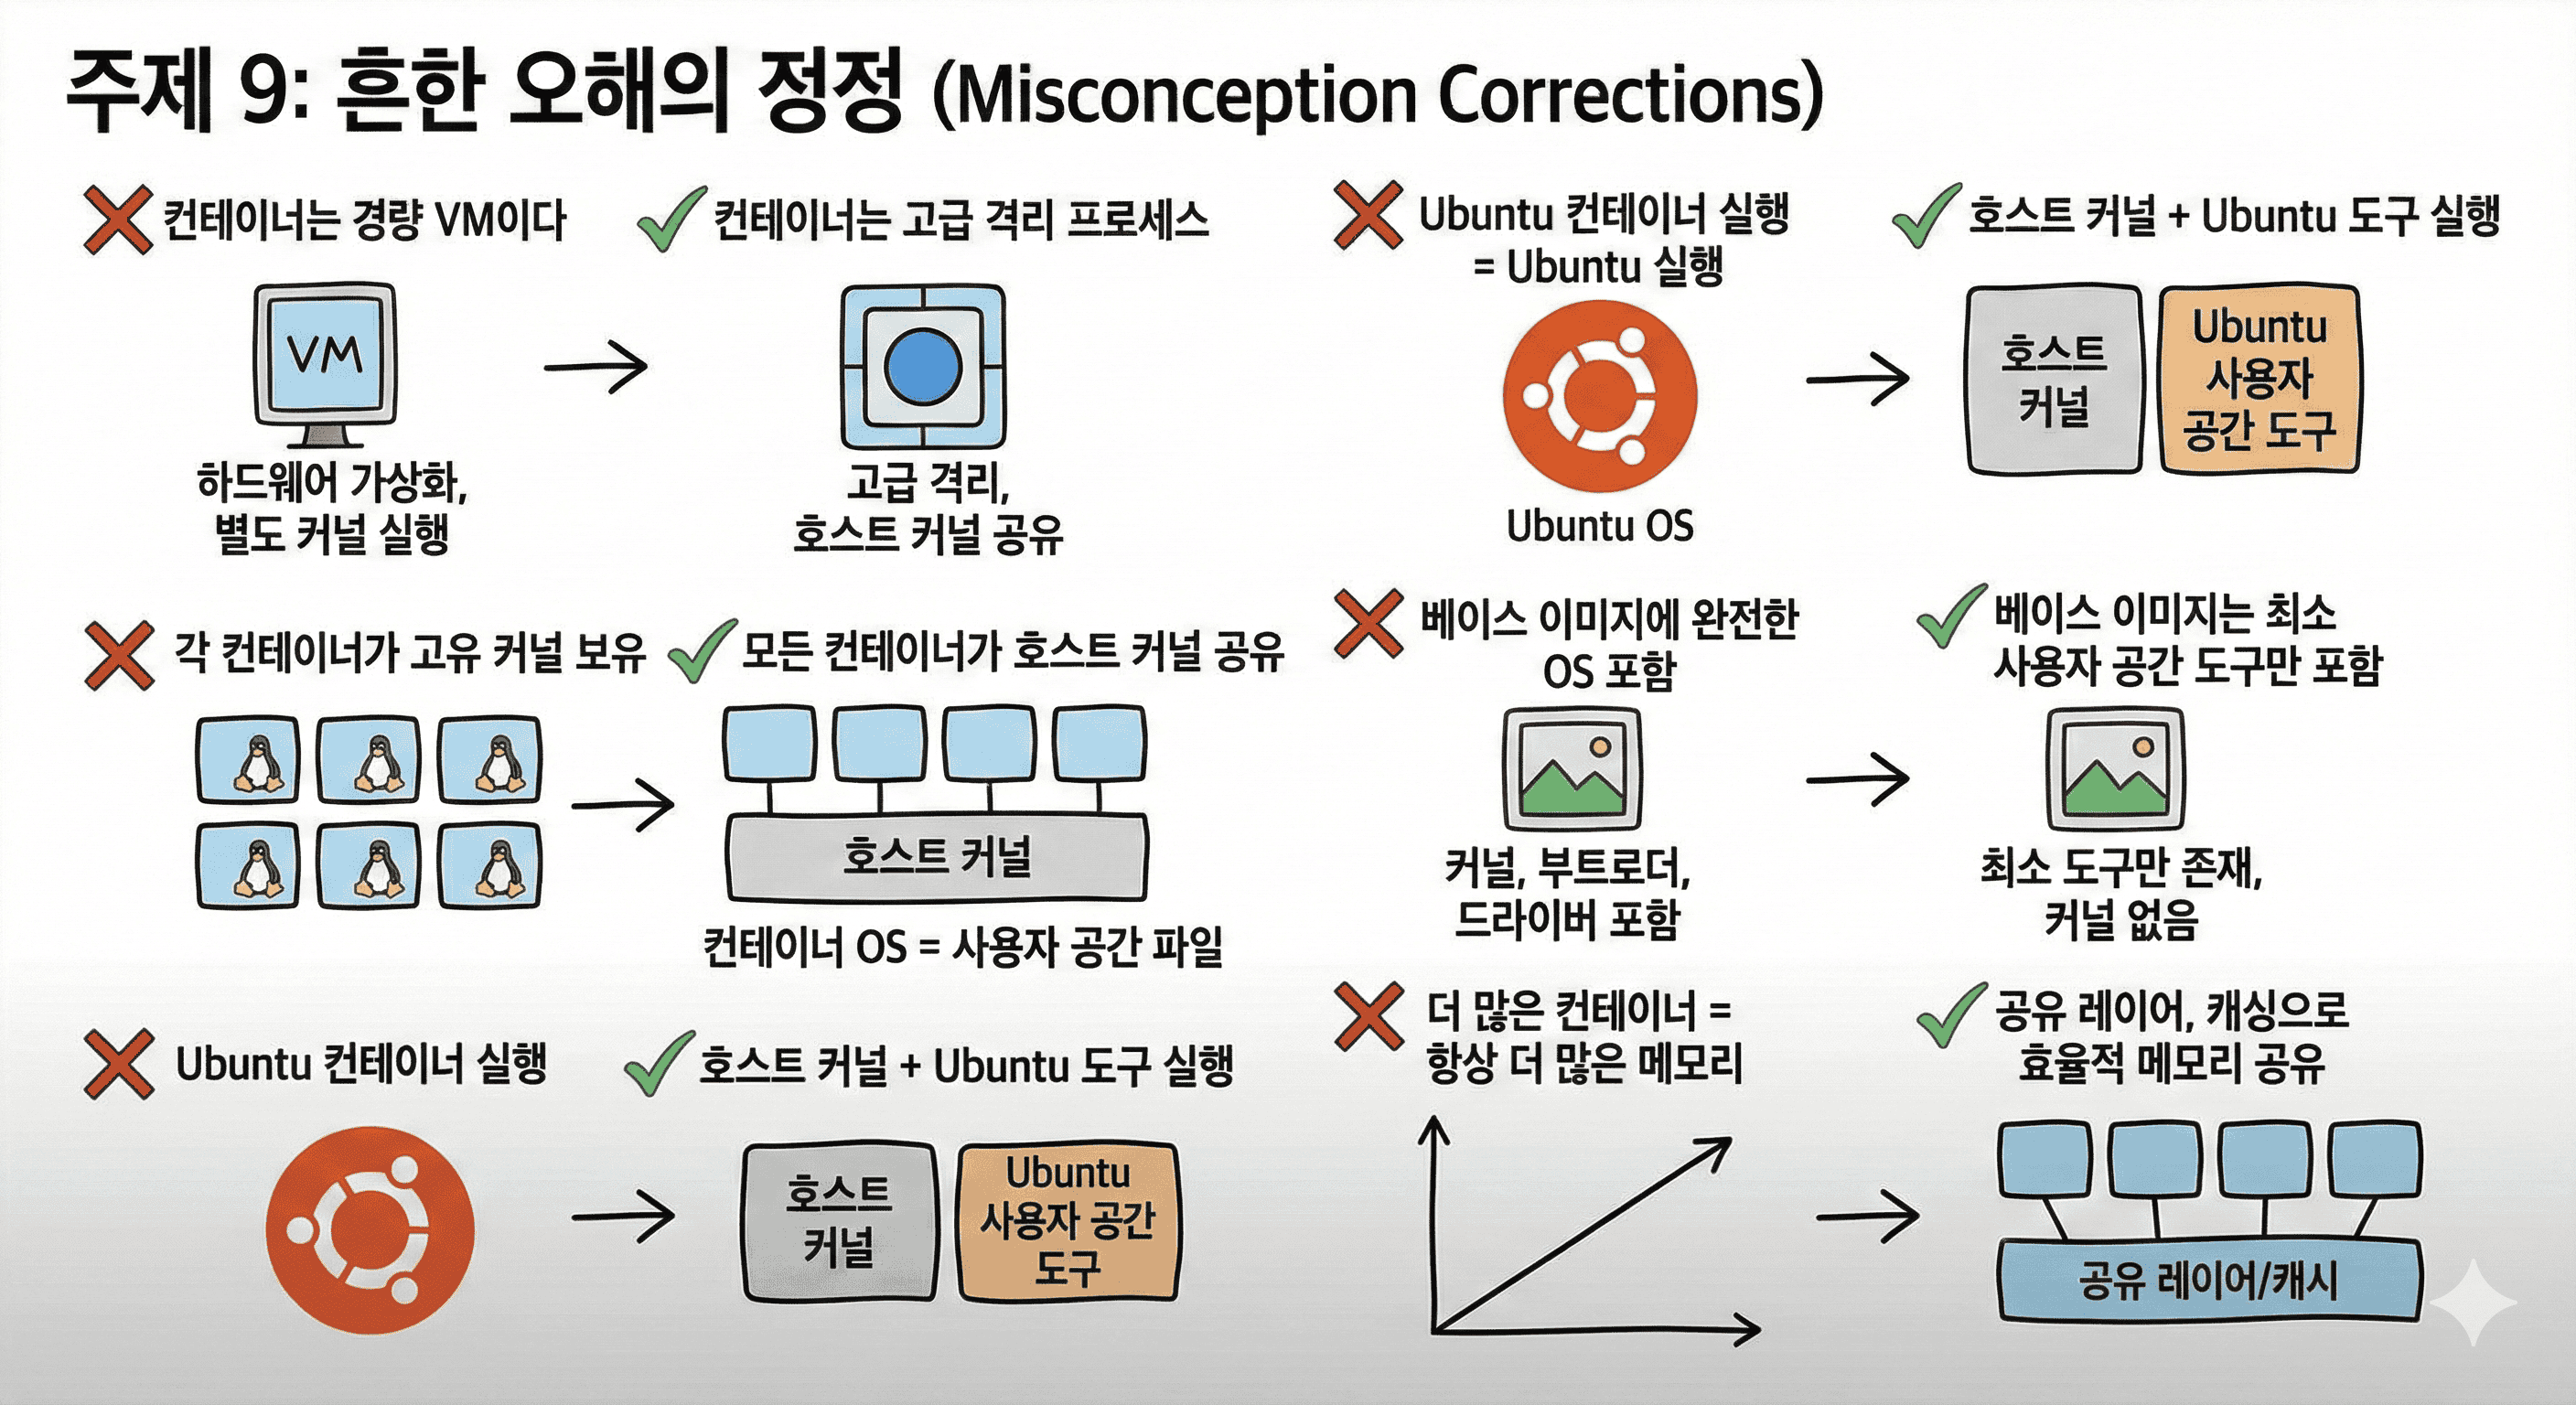 주제 9: 흔한 오해의 정정 (Misconception Corrections)
컨테이너는 경량 VM이다
컨테이너는 고급 격리 프로세스
VM
하드웨어 가상화,
별도 커널 실행
고급 격리,
호스트 커널 공유
Ubuntu 컨테이너 실행
= Ubuntu 실행
호스트 커널 + Ubuntu 도구 실행
Ubuntu OS
호스트
커널
Ubuntu
사용자
공간 도구
각 컨테이너가 고유 커널 보유
모든 컨테이너가 호스트 커널 공유
호스트 커널
컨테이너 OS = 사용자 공간 파일
베이스 이미지에 완전한
OS 포함
베이스 이미지는 최소
사용자 공간 도구만 포함
커널, 부트로더,
드라이버 포함
최소 도구만 존재,
커널 없음
Ubuntu 컨테이너 실행
호스트 커널 + Ubuntu 도구 실행
호스트
커널
Ubuntu
사용자 공간
도구
더 많은 컨테이너 =
항상 더 많은 메모리
공유 레이어, 캐싱으로
효율적 메모리 공유
공유 레이어/캐시